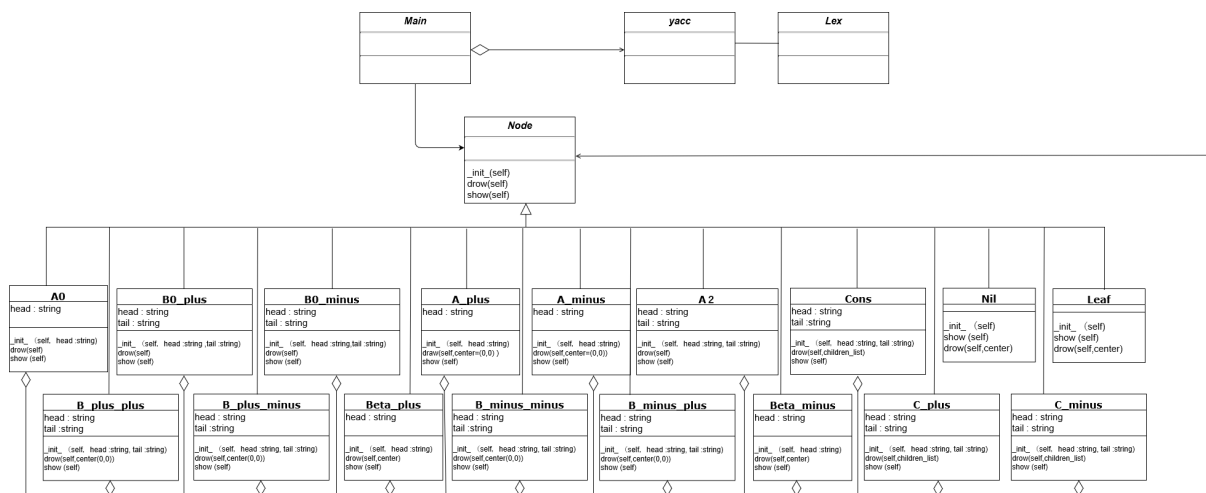 Main
yacc
Lex
Node
_init_(self)
drow(self)
show(self)
A0
head : string
_init_ (self, head :string)
drow(self)
show (self)
B0_plus
head : string
tail : string
_init_ (self, head :string ,tail :string)
drow(self)
show (self)
B0_minus
head : string
tail : string
_init_ (self, head :string,tail :string)
drow(self)
show (self)
A_plus
head : string
tail : string
_init_ (self, head :string)
draw(self,center=(0,0) )
show (self)
A_minus
head : string
tail : string
_init_ (self, head :string)
drow(self,center=(0,0))
show (self)
A2
head : string
tail : string
_init_ (self, head :string, tail :string)
drow(self)
show (self)
Cons
head : string
tail :string
_init_ (self, head :string, tail :string)
drow(self,children_list)
show (self)
Nil
_init_ (self)
show (self)
drow(self,center)
Leaf
_init_ (self)
show (self)
drow(self,center)
B_plus_plus
head : string
tail :string
_init_ (self, head :string, tail :string)
drow(self,center(0,0))
show (self)
B_plus_minus
head : string
tail :string
_init_ (self, head :string, tail :string)
drow(self,center(0,0))
show (self)
Beta_plus
head : string
tail : string
_init_ (self, head :string)
drow(self,center)
show (self)
B_minus_minus
head : string
tail :string
_init_ (self, head :string, tail :string)
drow(self,center(0,0))
show (self)
B_minus_plus
head : string
tail :string
_init_ (self, head :string, tail :string)
drow(self,center(0,0))
show (self)
Beta_minus
head : string
tail : string
_init_ (self, head :string, tail :string)
drow(self,center)
show (self)
C_plus
head : string
tail :string
_init_ (self, head :string, tail :string)
drow(self,children_list)
show (self)
C_minus
head : string
tail :string
_init_ (self, head :string, tail :string)
drow(self,children_list)
show (self)